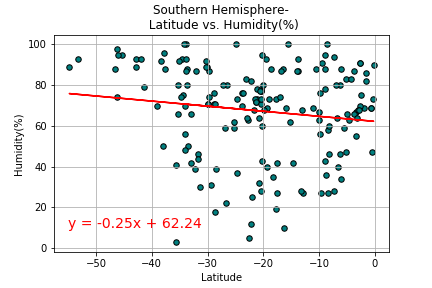 Southern Hemisphere-
Latitude vs. Humidity(%)
100
80
60
40
20
0
Humidity(%)
y = -0.25x + 62.24
−50
−40
−30
−20
−10
0
Latitude